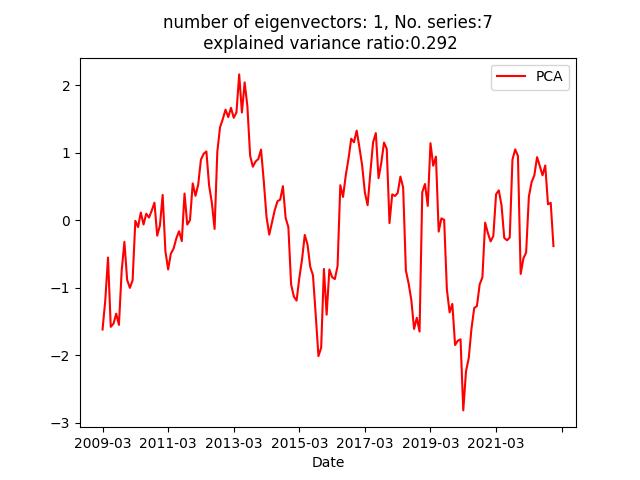 number of eigenvectors: 1, No. series:7
explained variance ratio:0.292
PCA
2
1
0
−1
−2
−3
2009-03 2011-03 2013-03 2015-03 2017-03 2019-03 2021-03
Date